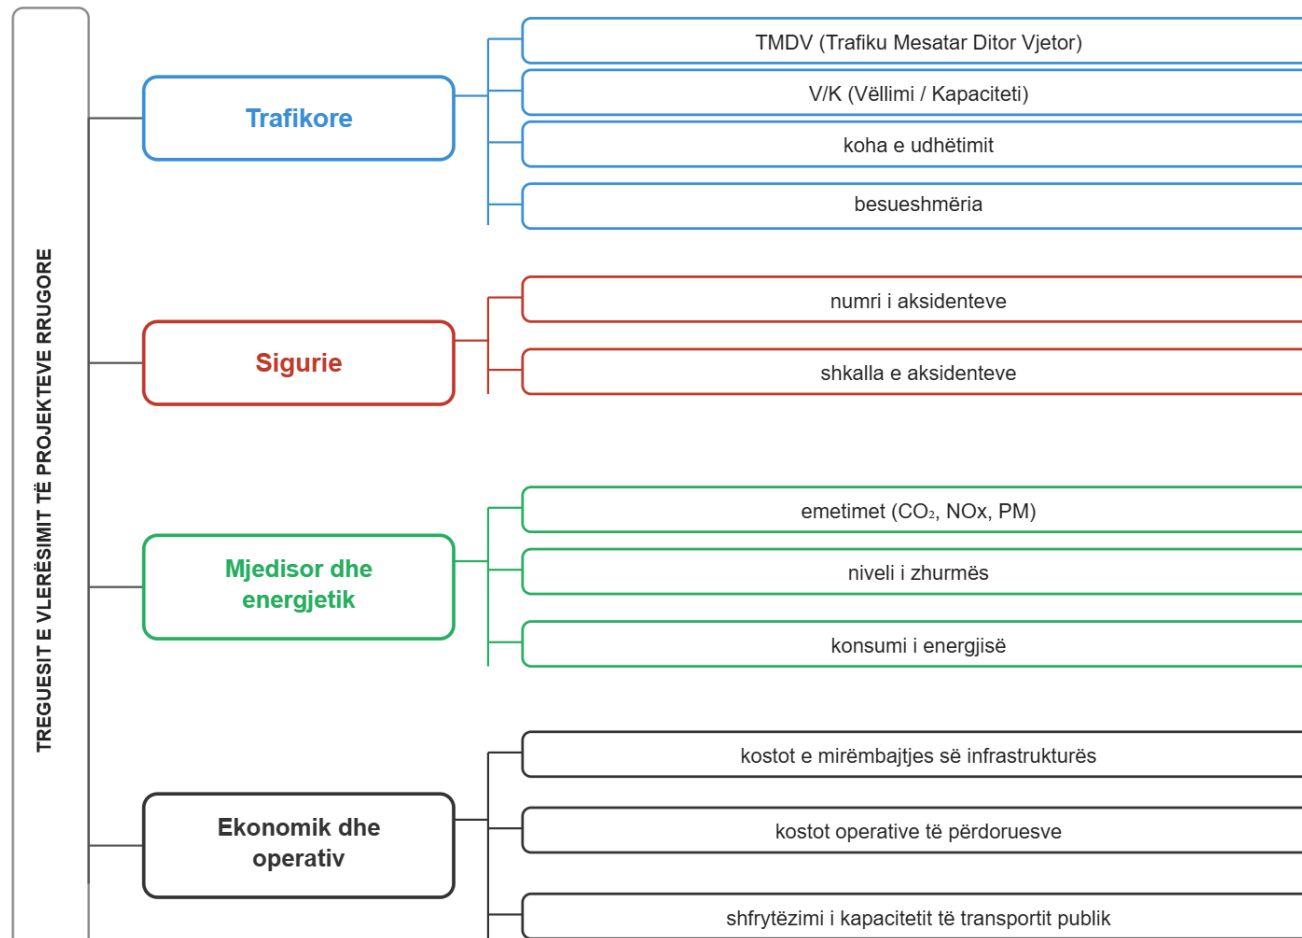 TREGUESIT E VLERËSIMIT TË PROJEKTEVE RRUGORE
Trafikore
TMDV (Trafiku Mesatar Ditor Vjetor)
V/K (Vëllimi / Kapaciteti)
koha e udhëtimit
besueshmëria
Sigurie
numri i aksidenteve
shkalla e aksidenteve
Mjedisor dhe
energjetik
emetimet (CO₂, NOx, PM)
niveli i zhurmës
konsumi i energjisë
Ekonomik dhe
operativ
kostot e mirëmbajtjes së infrastrukturës
kostot operative të përdoruesve
shfrytëzimi i kapacitetit të transportit publik